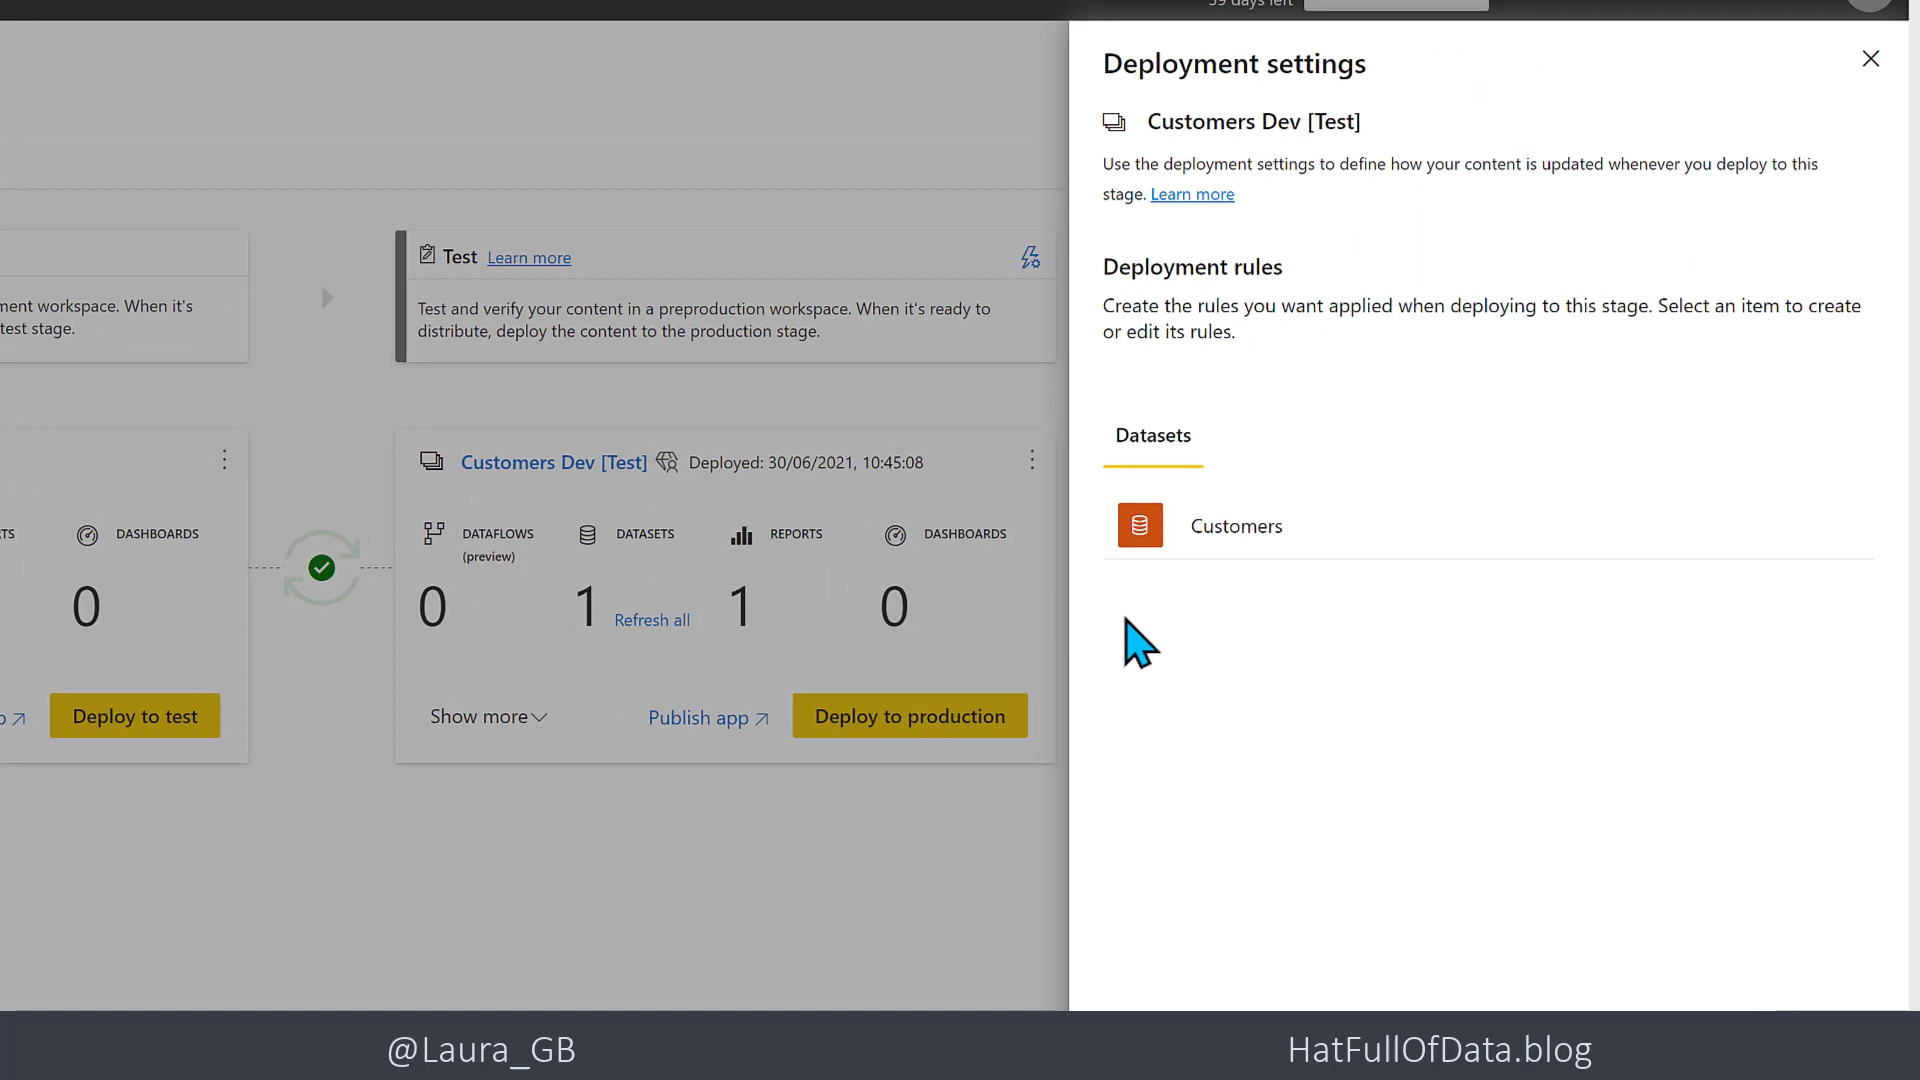 39 days left
Deployment settings
Customers Dev [Test]
Use the deployment settings to define how your content is updated whenever you deploy to this
stage. Learn more
Deployment rules
Create the rules you want applied when deploying to this stage. Select an item to create
or edit its rules.
Datasets
Customers
ment workspace. When it's
test stage.
Test Learn more
Test and verify your content in a preproduction workspace. When it's ready to
distribute, deploy the content to the production stage.
TS
DASHBOARDS
0
Deploy to test
Customers Dev [Test] Deployed: 30/06/2021, 10:45:08
DATAFLOWS
(preview)
DATASETS
REPORTS
DASHBOARDS
0
1 Refresh all
1
0
Show more
Publish app
Deploy to production
@Laura_GB
HatFullOfData.blog